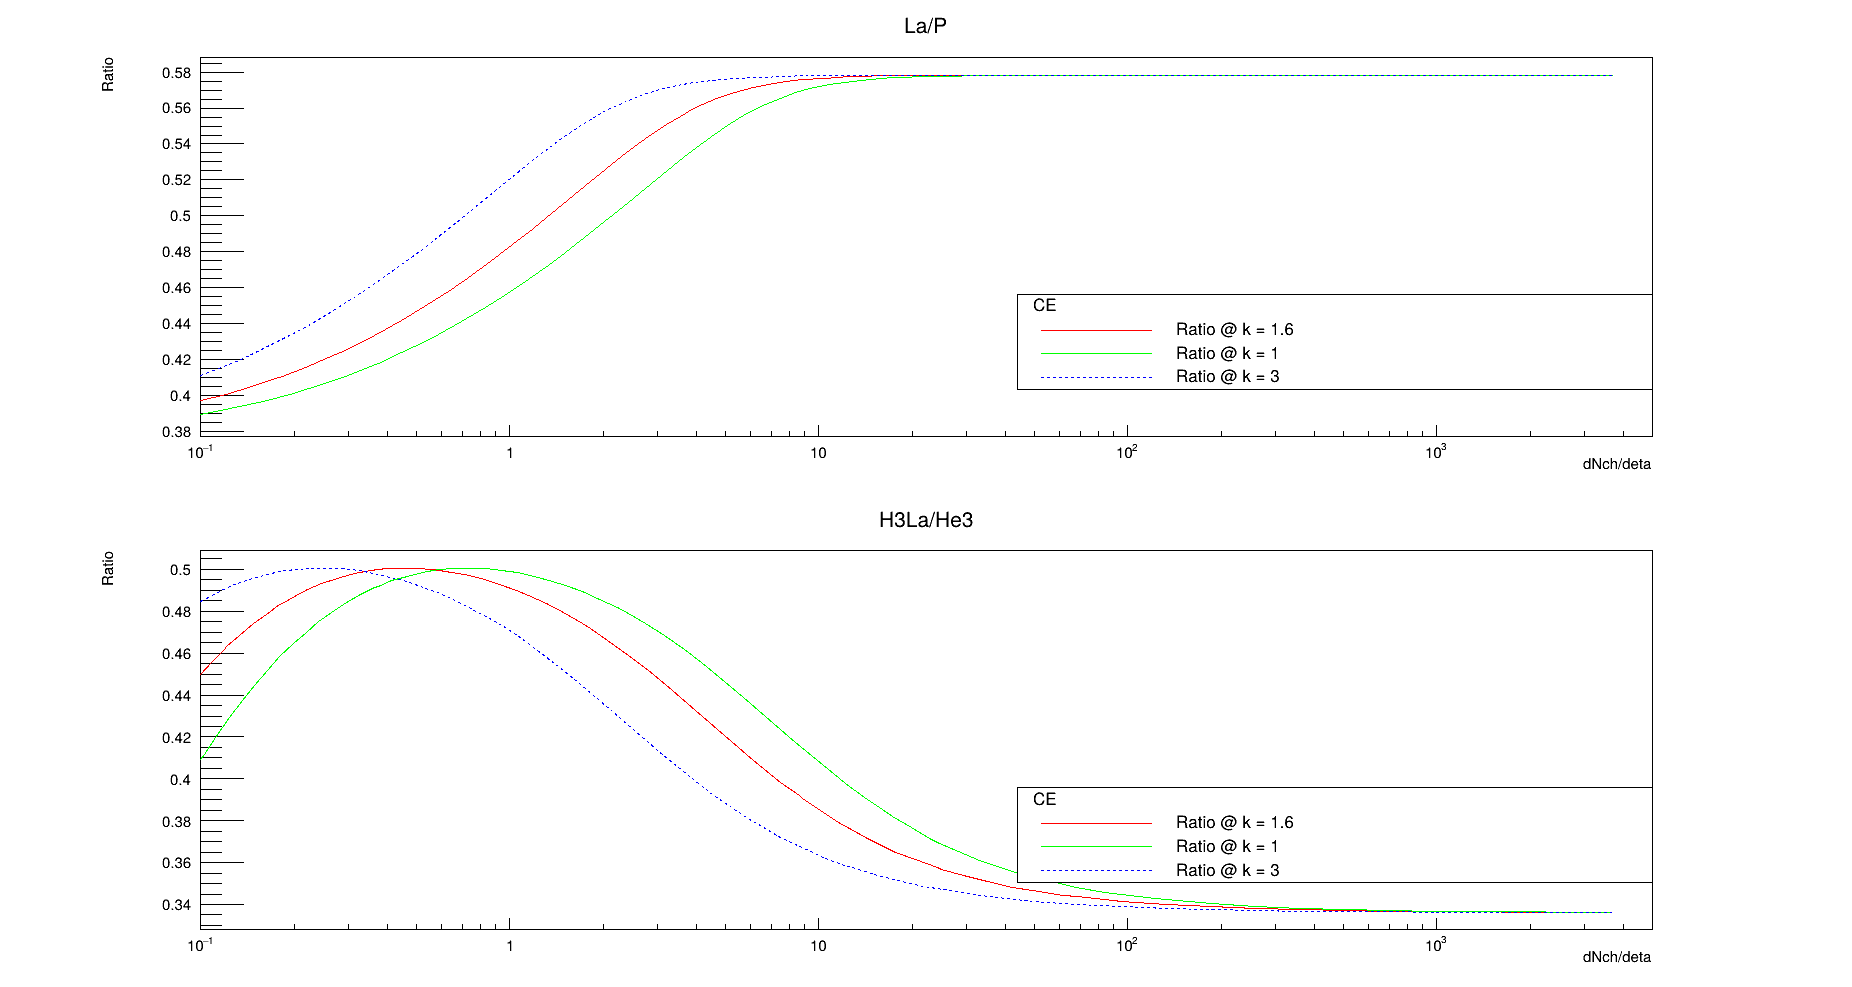 La/P
Ratio
0.58
0.56
0.54
0.52
0.5
0.48
0.46
0.44
0.42
0.4
0.38
CE
Ratio @ k = 1.6
Ratio @ k = 1
Ratio @ k = 3
10⁻¹ 1 10 10² 10³
dNch/deta
H3La/He3
Ratio
0.5
0.48
0.46
0.44
0.42
0.4
0.38
0.36
0.34
CE
Ratio @ k = 1.6
Ratio @ k = 1
Ratio @ k = 3
10⁻¹ 1 10 10² 10³
dNch/deta